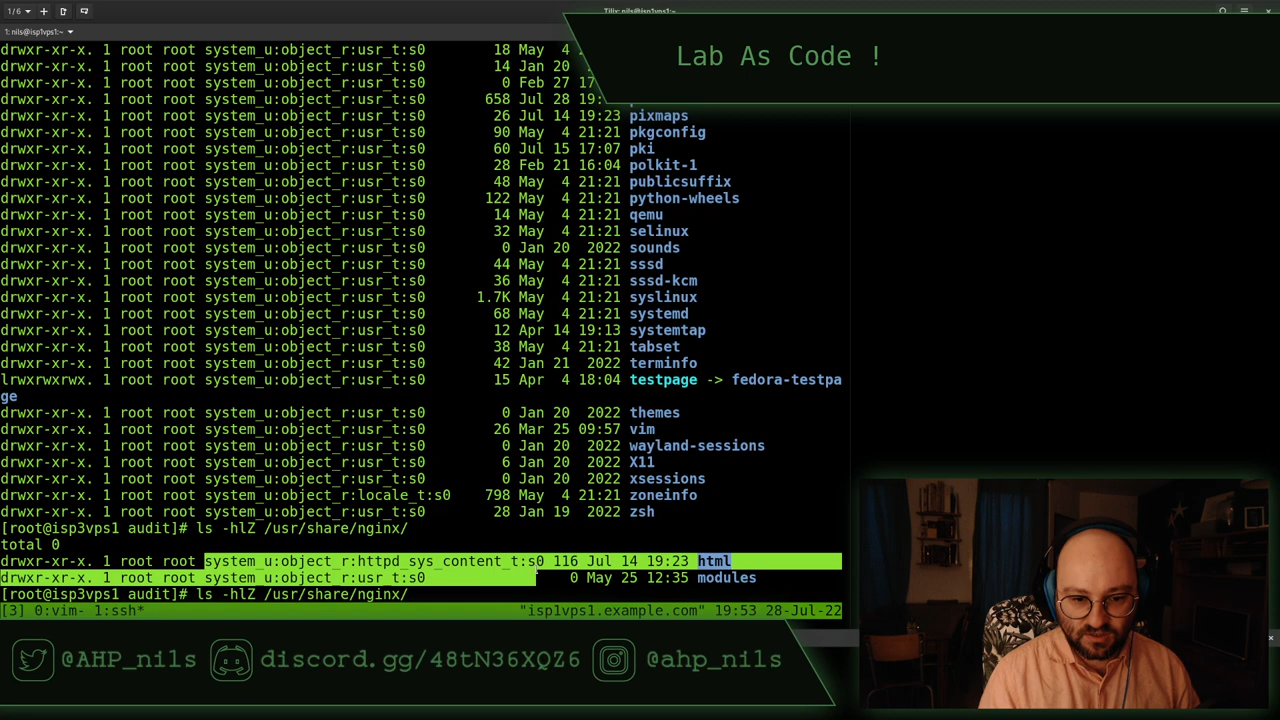 1/6
Tilix: nils@isp1vps1:~
1: nils@isp1vps1:~
Lab As Code !
drwxr-xr-x. 1 root root system_u:object_r:usr_t:s0 18 May 4
drwxr-xr-x. 1 root root system_u:object_r:usr_t:s0 14 Jan 20
drwxr-xr-x. 1 root root system_u:object_r:usr_t:s0 0 Feb 27 17
drwxr-xr-x. 1 root root system_u:object_r:usr_t:s0 658 Jul 28 19:
drwxr-xr-x. 1 root root system_u:object_r:usr_t:s0 26 Jul 14 19:23 pixmaps
drwxr-xr-x. 1 root root system_u:object_r:usr_t:s0 90 May 4 21:21 pkgconfig
drwxr-xr-x. 1 root root system_u:object_r:usr_t:s0 60 Jul 15 17:07 pki
drwxr-xr-x. 1 root root system_u:object_r:usr_t:s0 28 Feb 21 16:04 polkit-1
drwxr-xr-x. 1 root root system_u:object_r:usr_t:s0 48 May 4 21:21 publicsuffix
drwxr-xr-x. 1 root root system_u:object_r:usr_t:s0 122 May 4 21:21 python-wheels
drwxr-xr-x. 1 root root system_u:object_r:usr_t:s0 14 May 4 21:21 qemu
drwxr-xr-x. 1 root root system_u:object_r:usr_t:s0 32 May 4 21:21 selinux
drwxr-xr-x. 1 root root system_u:object_r:usr_t:s0 0 Jan 20 2022 sounds
drwxr-xr-x. 1 root root system_u:object_r:usr_t:s0 44 May 4 21:21 sssd
drwxr-xr-x. 1 root root system_u:object_r:usr_t:s0 36 May 4 21:21 sssd-kcm
drwxr-xr-x. 1 root root system_u:object_r:usr_t:s0 1.7K May 4 21:21 syslinux
drwxr-xr-x. 1 root root system_u:object_r:usr_t:s0 68 May 4 21:21 systemd
drwxr-xr-x. 1 root root system_u:object_r:usr_t:s0 12 Apr 14 19:13 systemtap
drwxr-xr-x. 1 root root system_u:object_r:usr_t:s0 38 May 4 21:21 tabset
drwxr-xr-x. 1 root root system_u:object_r:usr_t:s0 42 Jan 21 2022 terminfo
lrwxrwxrwx. 1 root root system_u:object_r:usr_t:s0 15 Apr 4 18:04 testpage -> fedora-testpa
ge
drwxr-xr-x. 1 root root system_u:object_r:usr_t:s0 0 Jan 20 2022 themes
drwxr-xr-x. 1 root root system_u:object_r:usr_t:s0 26 Mar 25 09:57 vim
drwxr-xr-x. 1 root root system_u:object_r:usr_t:s0 0 Jan 20 2022 wayland-sessions
drwxr-xr-x. 1 root root system_u:object_r:usr_t:s0 6 Jan 20 2022 X11
drwxr-xr-x. 1 root root system_u:object_r:usr_t:s0 0 Jan 20 2022 xsessions
drwxr-xr-x. 1 root root system_u:object_r:locale_t:s0 798 May 4 21:21 zoneinfo
drwxr-xr-x. 1 root root system_u:object_r:usr_t:s0 28 Jan 19 2022 zsh
[root@isp3vps1 audit]# ls -hlZ /usr/share/nginx/
total 0
drwxr-xr-x. 1 root root system_u:object_r:httpd_sys_content_t:s0 116 Jul 14 19:23 html
drwxr-xr-x. 1 root root system_u:object_r:usr_t:s0 0 May 25 12:35 modules
[root@isp3vps1 audit]# ls -hlZ /usr/share/nginx/
[3] 0:vim- 1:ssh* "isp1vps1.example.com" 19:53 28-Jul-22
@AHP_nils discord.gg/48tN36XQZ6 @ahp_nils